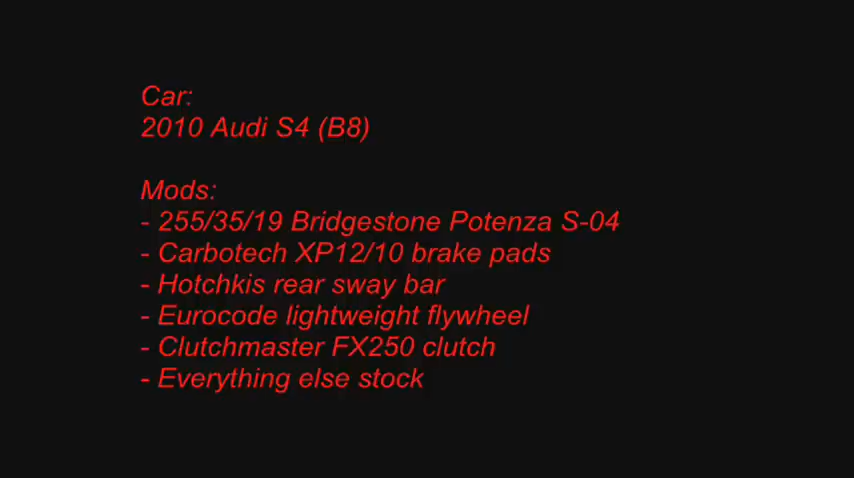 Car:
2010 Audi S4 (B8)
Mods:
- 255/35/19 Bridgestone Potenza S-04
- Carbotech XP12/10 brake pads
- Hotchkis rear sway bar
- Eurocode lightweight flywheel
- Clutchmaster FX250 clutch
- Everything else stock